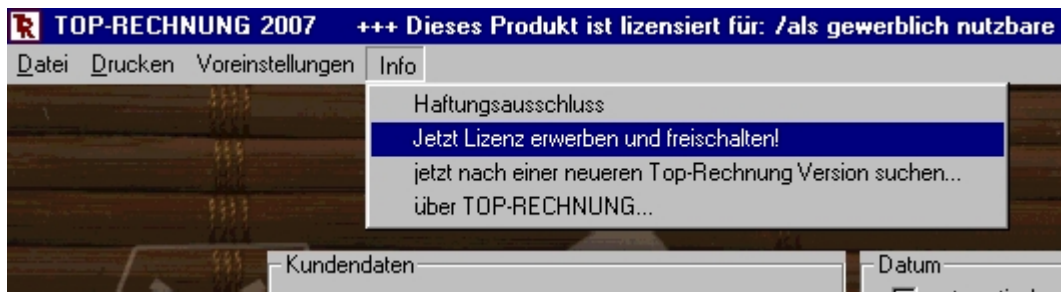 TOP-RECHNUNG 2007 +++ Dieses Produkt ist lizensiert für: /als gewerblich nutzbare
Datei Drucken Voreinstellungen Info
Haftungsausschluss
Jetzt Lizenz erwerben und freischalten!
jetzt nach einer neueren Top-Rechnung Version suchen...
über TOP-RECHNUNG...
Kundendaten Datum